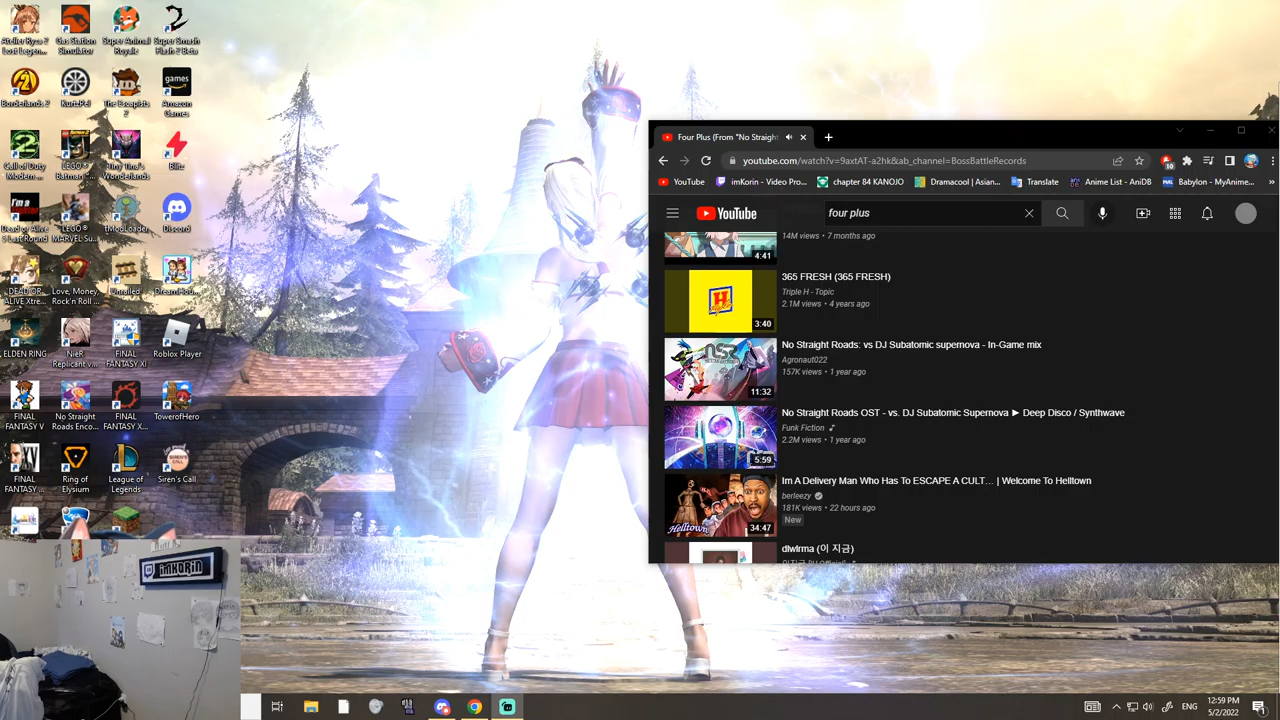 Atelier Ryza 2
Lost Legen...
Gas Station
Simulator
Super Animal
Royale
Super Smash
Flash 2 Beta
Borderlands 2
KurtzPel
The Escapists
2
games
Amazon
Games
Call of Duty
Modern ...
LEGO®
Batman™...
Tiny Tina's
Wonderlands
Blitz
I'm a
Dead or Alive
5 Last Round
LEGO®
MARVEL Su...
tModLoader
Discord
DEAD OR
ALIVE Xtre...
Love, Money,
Rock'n'Roll ...
Unrailed!
DreamHou...
ELDEN RING
NieR
Replicant v...
FINAL
FANTASY XI
Roblox Player
FINAL
FANTASY V
No Straight
Roads Enco...
FINAL
FANTASY X...
TowerofHero
FINAL
FANTASY ...
Ring of
Elysium
League of
Legends
Siren's Call
imKORin
Four Plus (From "No Straight
youtube.com/watch?v=9axtAT-a2hk&ab_channel=BossBattleRecords
10
YouTube
imKorin - Video Pro...
chapter 84 KANOJO
Dramacool | Asian...
Translate
Anime List - AniDB
MAL
Babylon - MyAnime...
»
YouTube
four plus
14M views • 7 months ago
4:41
365 FRESH (365 FRESH)
Triple H - Topic
2.1M views • 4 years ago
3:40
No Straight Roads: vs DJ Subatomic supernova - In-Game mix
Agronaut022
157K views • 1 year ago
NSR
11:32
No Straight Roads OST - vs. DJ Subatomic Supernova ► Deep Disco / Synthwave
Funk Fiction
2.2M views • 1 year ago
5:59
Im A Delivery Man Who Has To ESCAPE A CULT... | Welcome To Helltown
berleezy
181K views • 22 hours ago
New
Helltown
34:47
dlwlrma (이 지금)
ENG
12:59 PM
5/2/2022